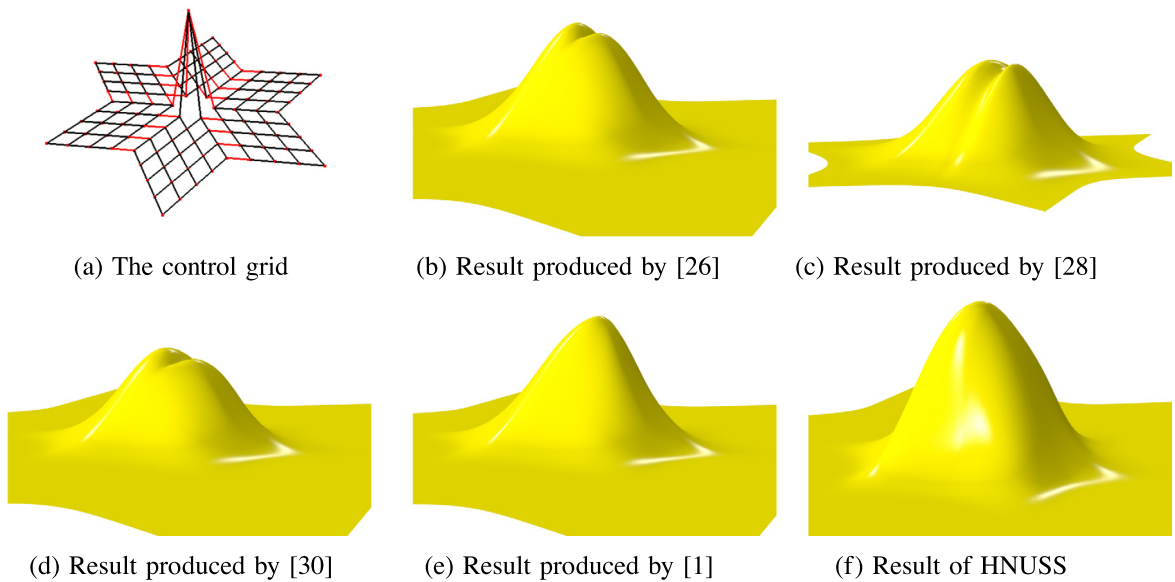 (a) The control grid
(b) Result produced by [26]
(c) Result produced by [28]
(d) Result produced by [30]
(e) Result produced by [1]
(f) Result of HNUSS